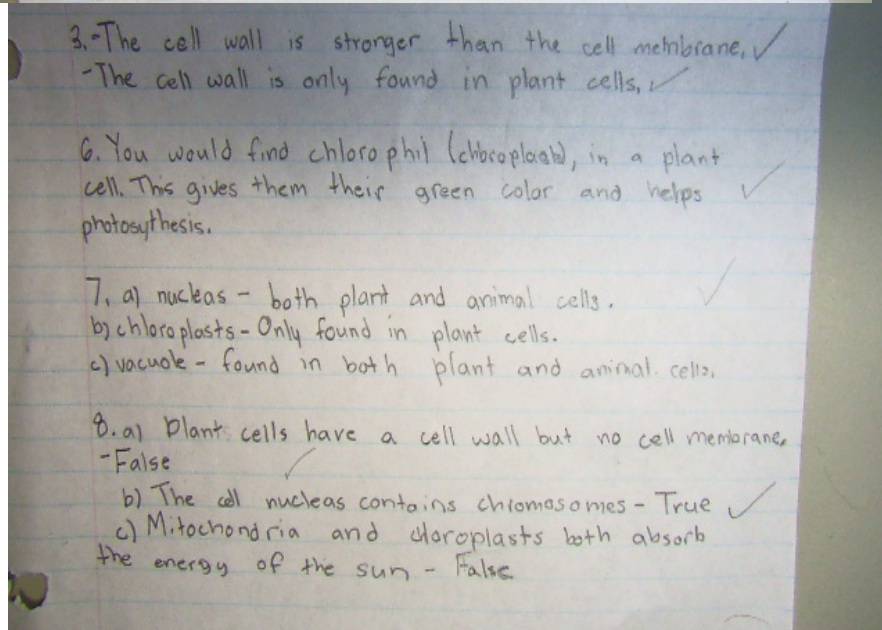 3. - The cell wall is stronger than the cell membrane.
- The cell wall is only found in plant cells.
6. You would find chlorophil (chloroplast), in a plant
cell. This gives them their green color and helps
photosythesis.
7. a) nucleas - both plant and animal cells.
b) chloroplasts - Only found in plant cells.
c) vacuole - found in both plant and animal cells.
8. a) Plant cells have a cell wall but no cell membrane.
- False
b) The cell nucleas contains chromosomes - True
c) Mitochondria and chloroplasts both absorb
the energy of the sun - False